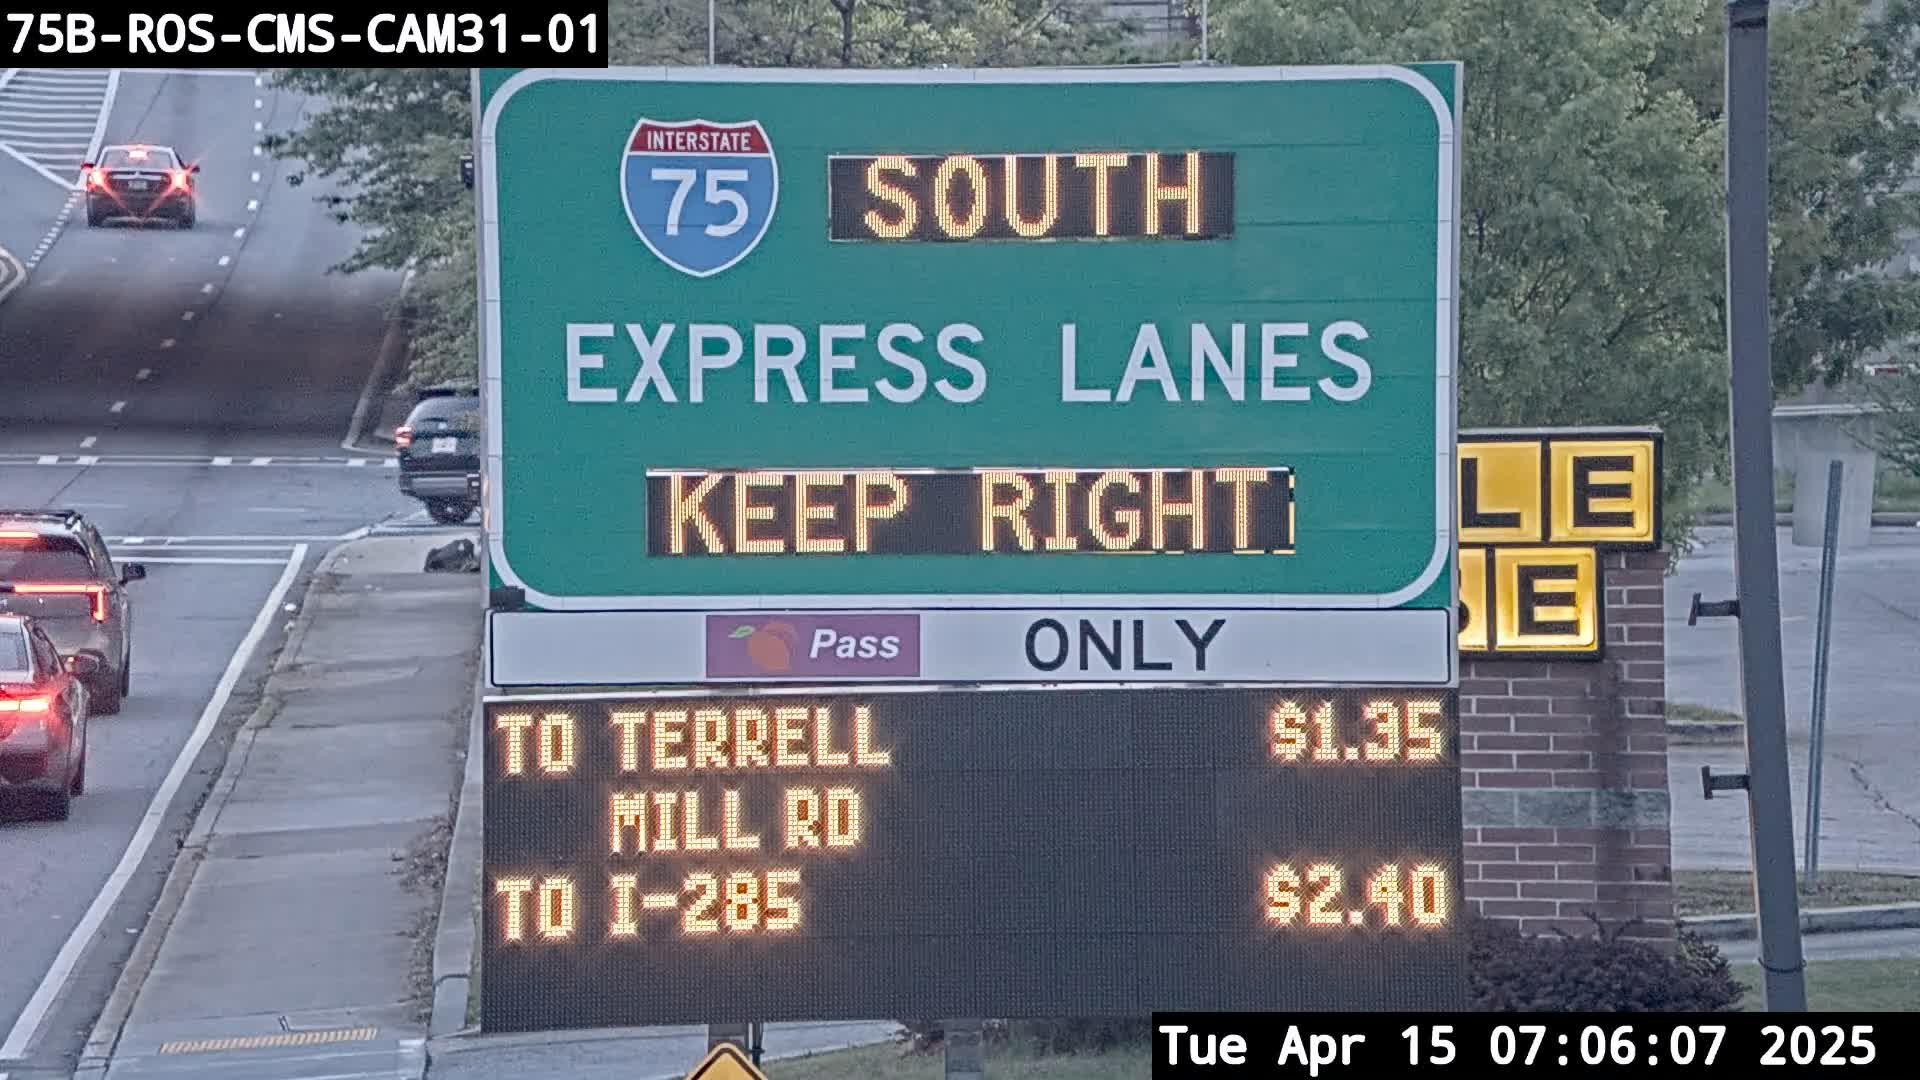 75B-ROS-CMS-CAM31-01
INTERSTATE
75
SOUTH
EXPRESS LANES
KEEP RIGHT
Pass ONLY
LE
E
TO TERRELL $1.35
MILL RD
TO I-285 $2.40
Tue Apr 15 07:06:07 2025